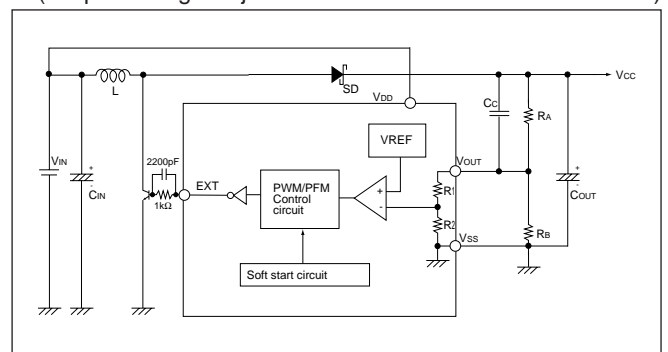 VCC
L
SD
VDD
CC
RA
VREF
VIN
2200pF
VOUT
EXT
PWM/PFM
Control
circuit
+
-
R1
+
-
CIN
1kΩ
+
-
COUT
R2
RB
VSS
Soft start circuit